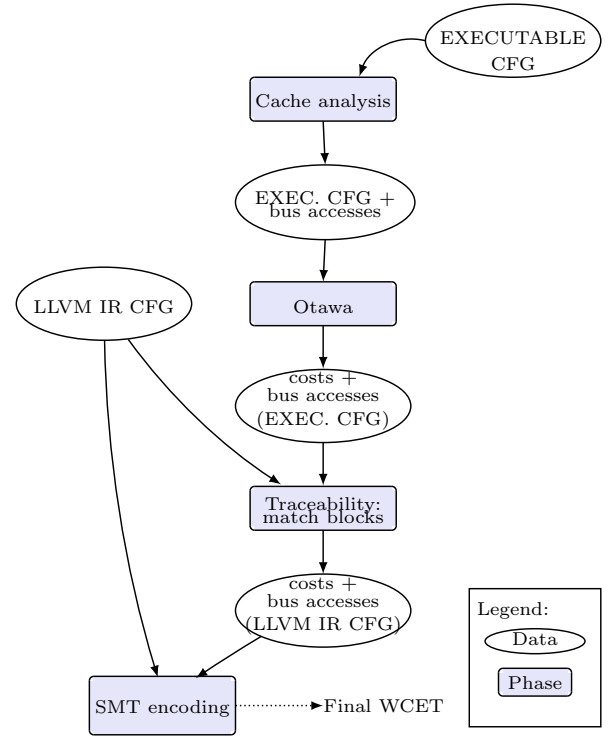 EXECUTABLE
CFG
Cache analysis
EXEC. CFG +
bus accesses
LLVM IR CFG
Otawa
costs +
bus accesses
(EXEC. CFG)
Traceability:
match blocks
costs +
bus accesses
(LLVM IR CFG)
Legend:
Data
Phase
SMT encoding
Final WCET